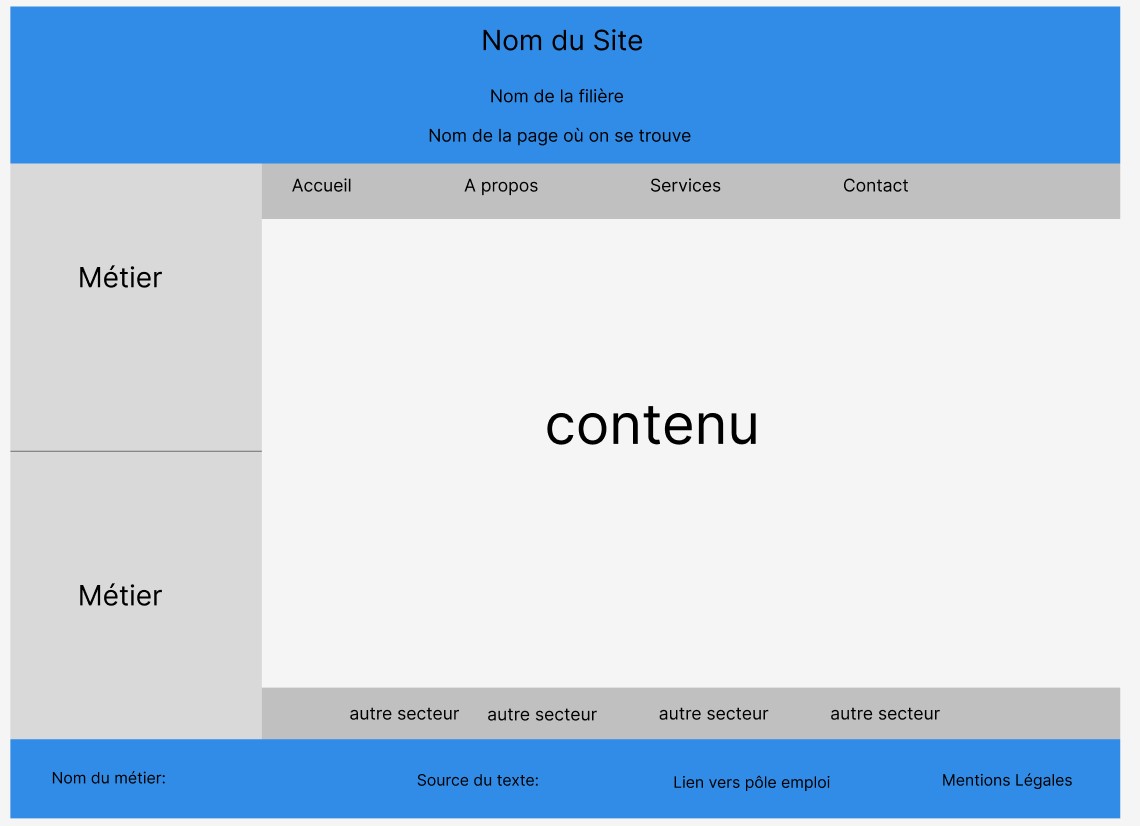 Nom du Site
Nom de la filière
Nom de la page où on se trouve
Accueil A propos Services Contact
Métier
contenu
Métier
autre secteur autre secteur autre secteur autre secteur
Nom du métier: Source du texte: Lien vers pôle emploi Mentions Légales